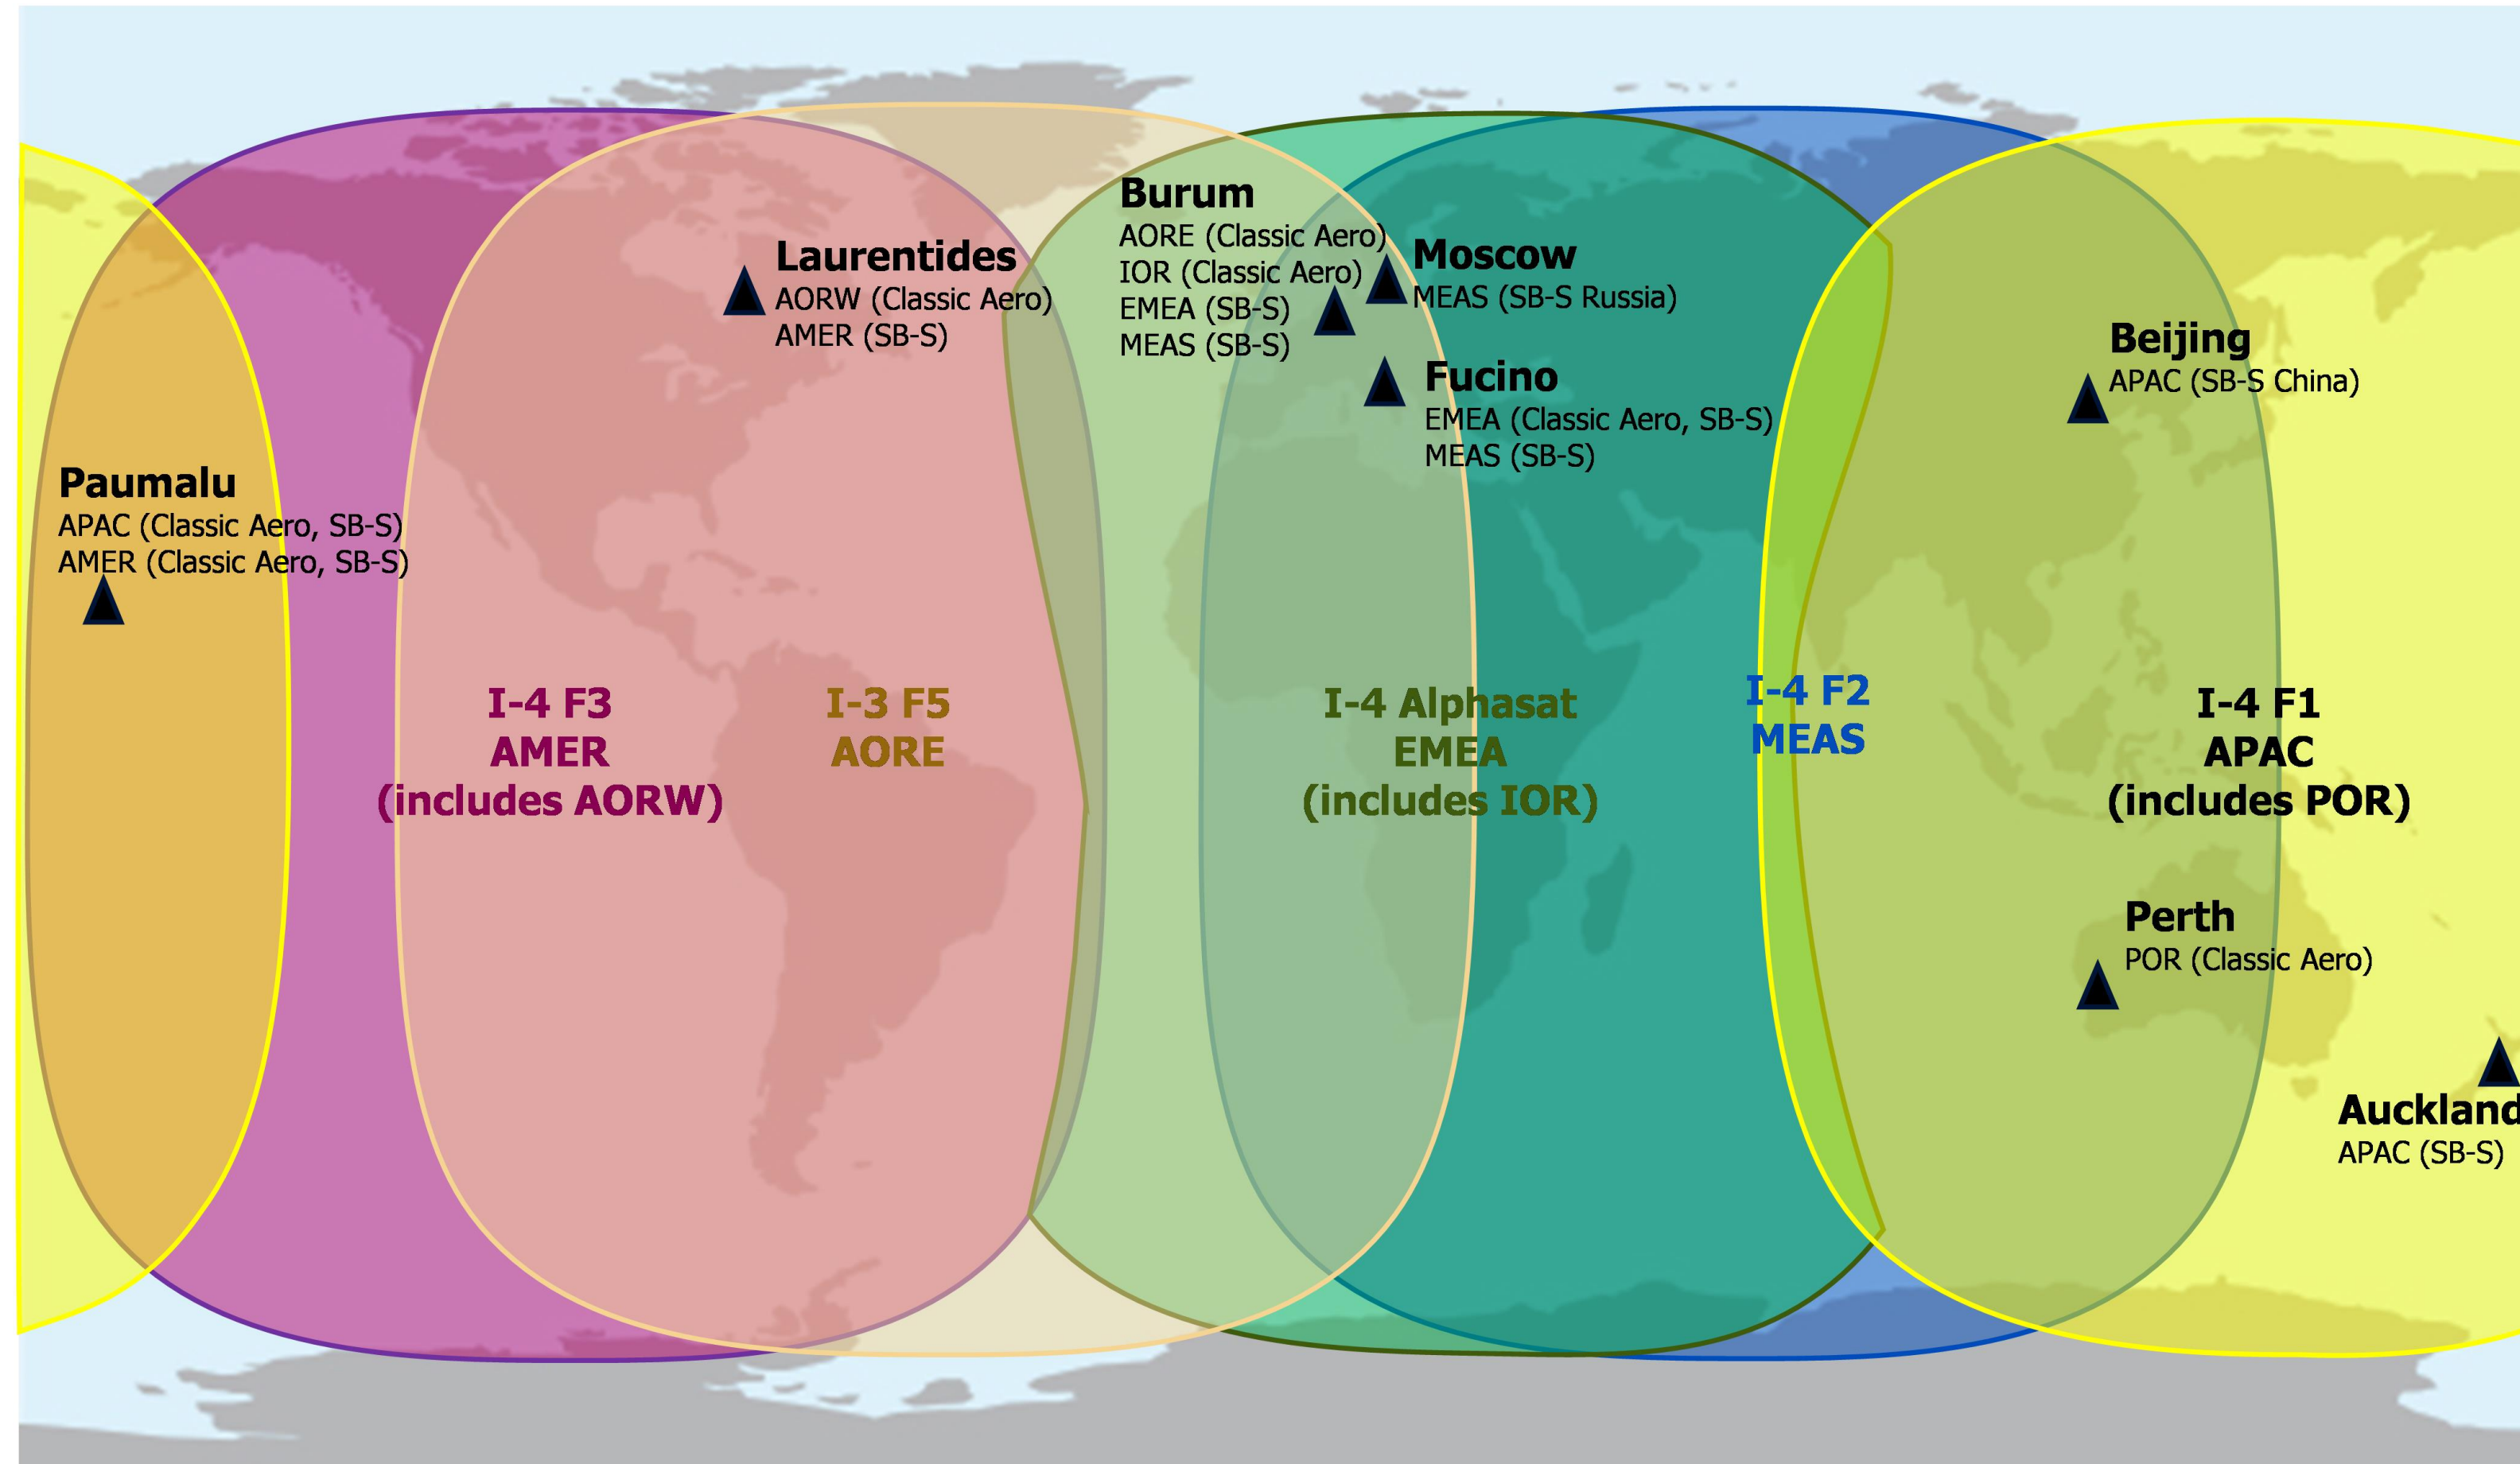 Burum
AORE (Classic Aero)
IOR (Classic Aero)
EMEA (SB-S)
MEAS (SB-S)
Laurentides
AORW (Classic Aero)
AMER (SB-S)
Moscow
MEAS (SB-S Russia)
Fucino
EMEA (Classic Aero, SB-S)
MEAS (SB-S)
Beijing
APAC (SB-S China)
Paumalu
APAC (Classic Aero, SB-S)
AMER (Classic Aero, SB-S)
I-4 F3
AMER
(includes AORW)
I-3 F5
AORE
I-4 Alphasat
EMEA
(includes IOR)
I-4 F2
MEAS
I-4 F1
APAC
(includes POR)
Perth
POR (Classic Aero)
Auckland
APAC (SB-S)